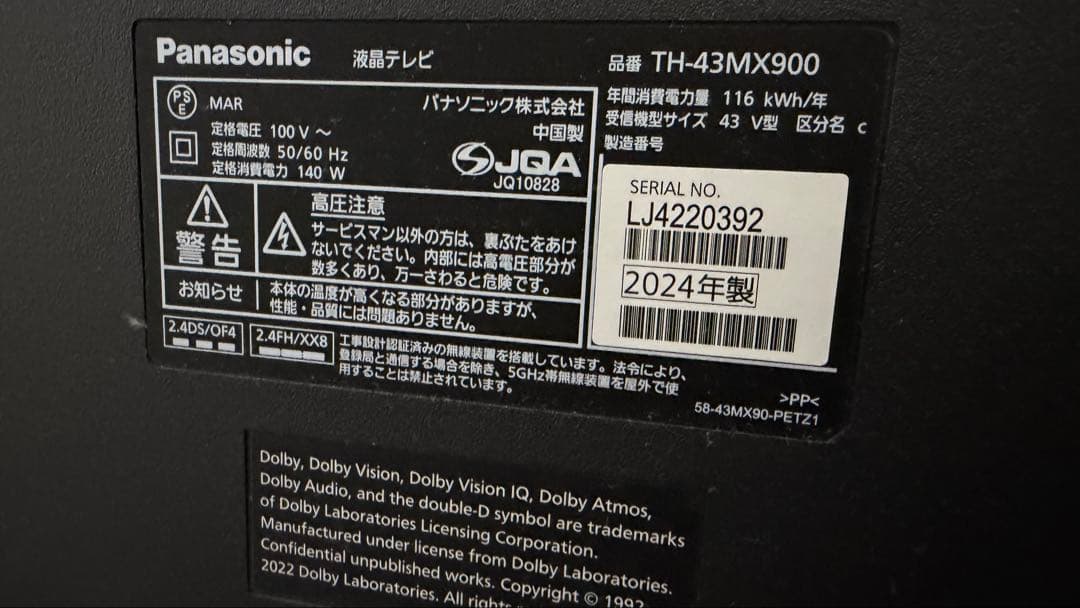 Panasonic 液晶テレビ 品番 TH-43MX900
PS E MAR パナソニック株式会社
定格電圧 100 V ～ 中国製
定格周波数 50/60 Hz
定格消費電力 140 W
JQA
JQ10828
年間消費電力量 116 kWh/年
受信機型サイズ 43 V型 区分名 c
製造番号
SERIAL NO.
LJ4220392
2024年製
警告
高圧注意
サービスマン以外の方は、裏ぶたをあけ
ないでください。内部には高電圧部分が
数多くあり、万一さわると危険です。
お知らせ
本体の温度が高くなる部分がありますが、
性能・品質には問題ありません。
2.4DS/OF4 2.4FH/XX8
工事設計認証済みの無線装置を搭載しています。法令により、
登録局と通信する場合を除き、5GHz帯無線装置を屋外で使
用することは禁止されています。
>PP<
58-43MX90-PETZ1
Dolby, Dolby Vision, Dolby Vision IQ, Dolby Atmos,
Dolby Audio, and the double-D symbol are trademarks
of Dolby Laboratories Licensing Corporation.
Manufactured under license from Dolby Laboratories.
Confidential unpublished works. Copyright © 1992
2022 Dolby Laboratories. All rights